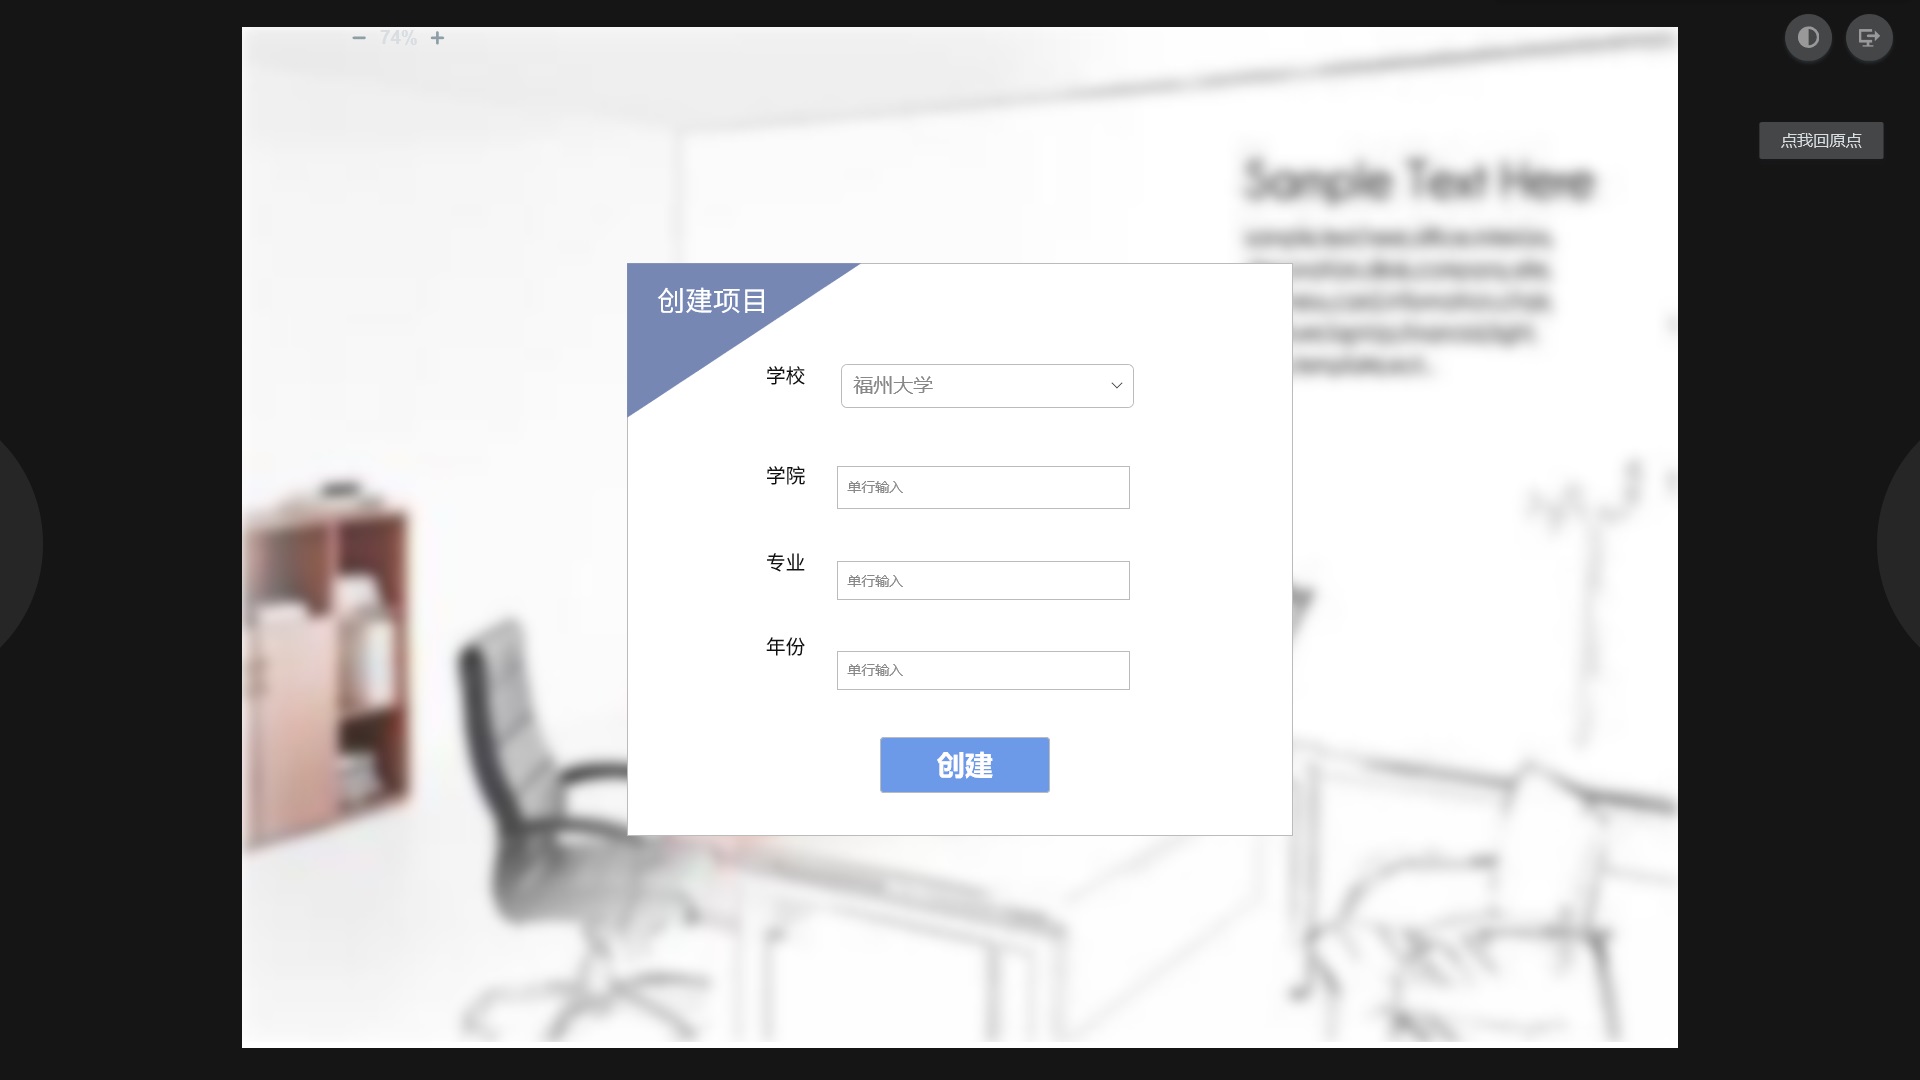 74%
点我回原点
Sample Text Here
创建项目
学校
福州大学
学院
单行输入
专业
单行输入
年份
单行输入
创建